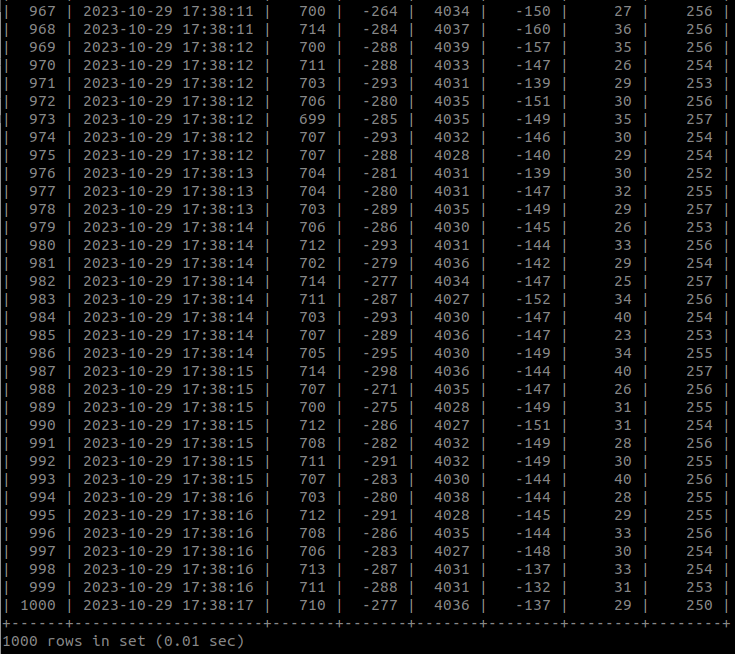 |  967 | 2023-10-29 17:38:11 |   700 |  -264 |  4034 |   -150 |     27 |    256 |
|  968 | 2023-10-29 17:38:11 |   714 |  -284 |  4037 |   -160 |     36 |    256 |
|  969 | 2023-10-29 17:38:12 |   700 |  -288 |  4039 |   -157 |     35 |    256 |
|  970 | 2023-10-29 17:38:12 |   711 |  -288 |  4033 |   -147 |     26 |    254 |
|  971 | 2023-10-29 17:38:12 |   703 |  -293 |  4031 |   -139 |     29 |    253 |
|  972 | 2023-10-29 17:38:12 |   706 |  -280 |  4035 |   -151 |     30 |    256 |
|  973 | 2023-10-29 17:38:12 |   699 |  -285 |  4035 |   -149 |     35 |    257 |
|  974 | 2023-10-29 17:38:12 |   707 |  -293 |  4032 |   -146 |     30 |    254 |
|  975 | 2023-10-29 17:38:12 |   707 |  -288 |  4028 |   -140 |     29 |    254 |
|  976 | 2023-10-29 17:38:13 |   704 |  -281 |  4031 |   -139 |     30 |    252 |
|  977 | 2023-10-29 17:38:13 |   704 |  -280 |  4031 |   -147 |     32 |    255 |
|  978 | 2023-10-29 17:38:13 |   703 |  -289 |  4035 |   -149 |     29 |    257 |
|  979 | 2023-10-29 17:38:14 |   706 |  -286 |  4030 |   -145 |     26 |    253 |
|  980 | 2023-10-29 17:38:14 |   712 |  -293 |  4031 |   -144 |     33 |    256 |
|  981 | 2023-10-29 17:38:14 |   702 |  -279 |  4036 |   -142 |     29 |    254 |
|  982 | 2023-10-29 17:38:14 |   714 |  -277 |  4034 |   -147 |     25 |    257 |
|  983 | 2023-10-29 17:38:14 |   711 |  -287 |  4027 |   -152 |     34 |    256 |
|  984 | 2023-10-29 17:38:14 |   703 |  -293 |  4030 |   -147 |     40 |    254 |
|  985 | 2023-10-29 17:38:14 |   707 |  -289 |  4036 |   -147 |     23 |    253 |
|  986 | 2023-10-29 17:38:14 |   705 |  -295 |  4030 |   -149 |     34 |    255 |
|  987 | 2023-10-29 17:38:15 |   714 |  -298 |  4036 |   -144 |     40 |    257 |
|  988 | 2023-10-29 17:38:15 |   707 |  -271 |  4035 |   -147 |     26 |    256 |
|  989 | 2023-10-29 17:38:15 |   700 |  -275 |  4028 |   -149 |     31 |    255 |
|  990 | 2023-10-29 17:38:15 |   712 |  -286 |  4027 |   -151 |     31 |    254 |
|  991 | 2023-10-29 17:38:15 |   708 |  -282 |  4032 |   -149 |     28 |    256 |
|  992 | 2023-10-29 17:38:15 |   711 |  -291 |  4032 |   -149 |     30 |    255 |
|  993 | 2023-10-29 17:38:15 |   707 |  -283 |  4030 |   -144 |     40 |    256 |
|  994 | 2023-10-29 17:38:16 |   703 |  -280 |  4038 |   -144 |     28 |    255 |
|  995 | 2023-10-29 17:38:16 |   712 |  -291 |  4028 |   -145 |     29 |    255 |
|  996 | 2023-10-29 17:38:16 |   708 |  -286 |  4035 |   -144 |     33 |    256 |
|  997 | 2023-10-29 17:38:16 |   706 |  -283 |  4027 |   -148 |     30 |    254 |
|  998 | 2023-10-29 17:38:16 |   713 |  -287 |  4031 |   -137 |     33 |    254 |
|  999 | 2023-10-29 17:38:16 |   711 |  -288 |  4031 |   -132 |     31 |    253 |
| 1000 | 2023-10-29 17:38:17 |   710 |  -277 |  4036 |   -137 |     29 |    250 |
+------+---------------------+-------+-------+-------+--------+--------+--------+
1000 rows in set (0.01 sec)